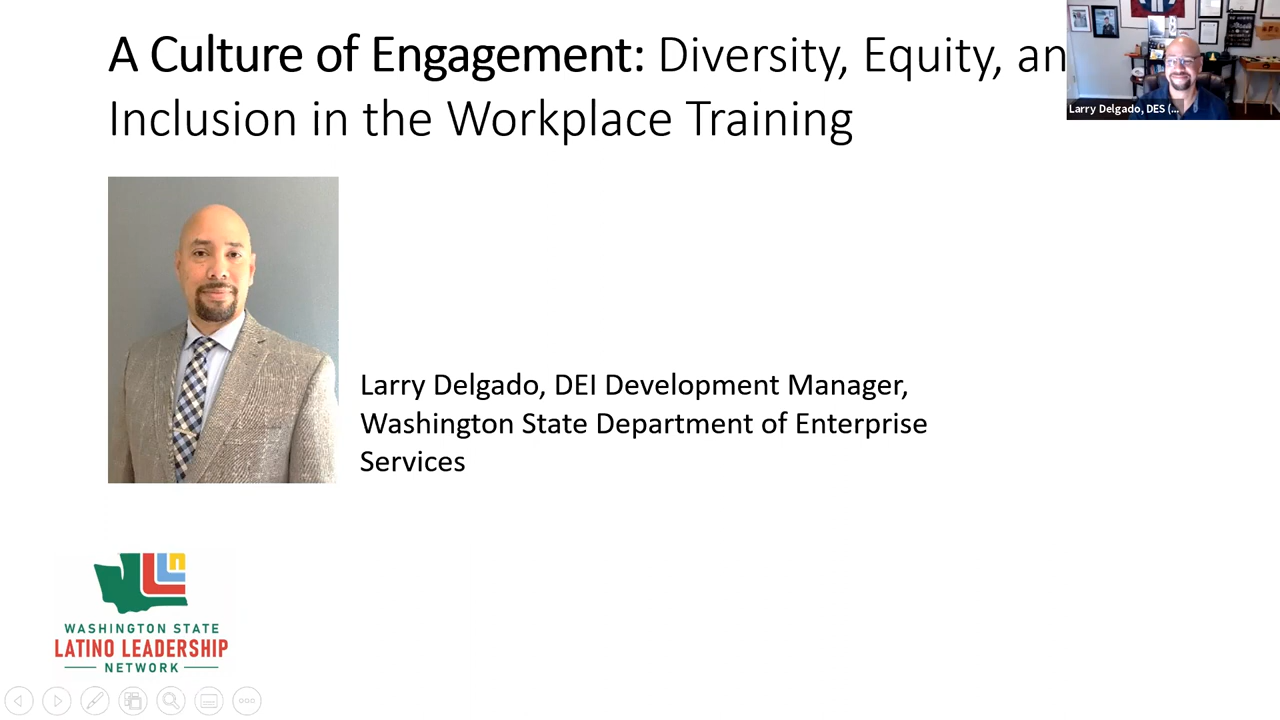 A Culture of Engagement: Diversity, Equity, an
Inclusion in the Workplace Training
Larry Delgado, DES (...
Larry Delgado, DEI Development Manager,
Washington State Department of Enterprise
Services
WASHINGTON STATE
LATINO LEADERSHIP
NETWORK